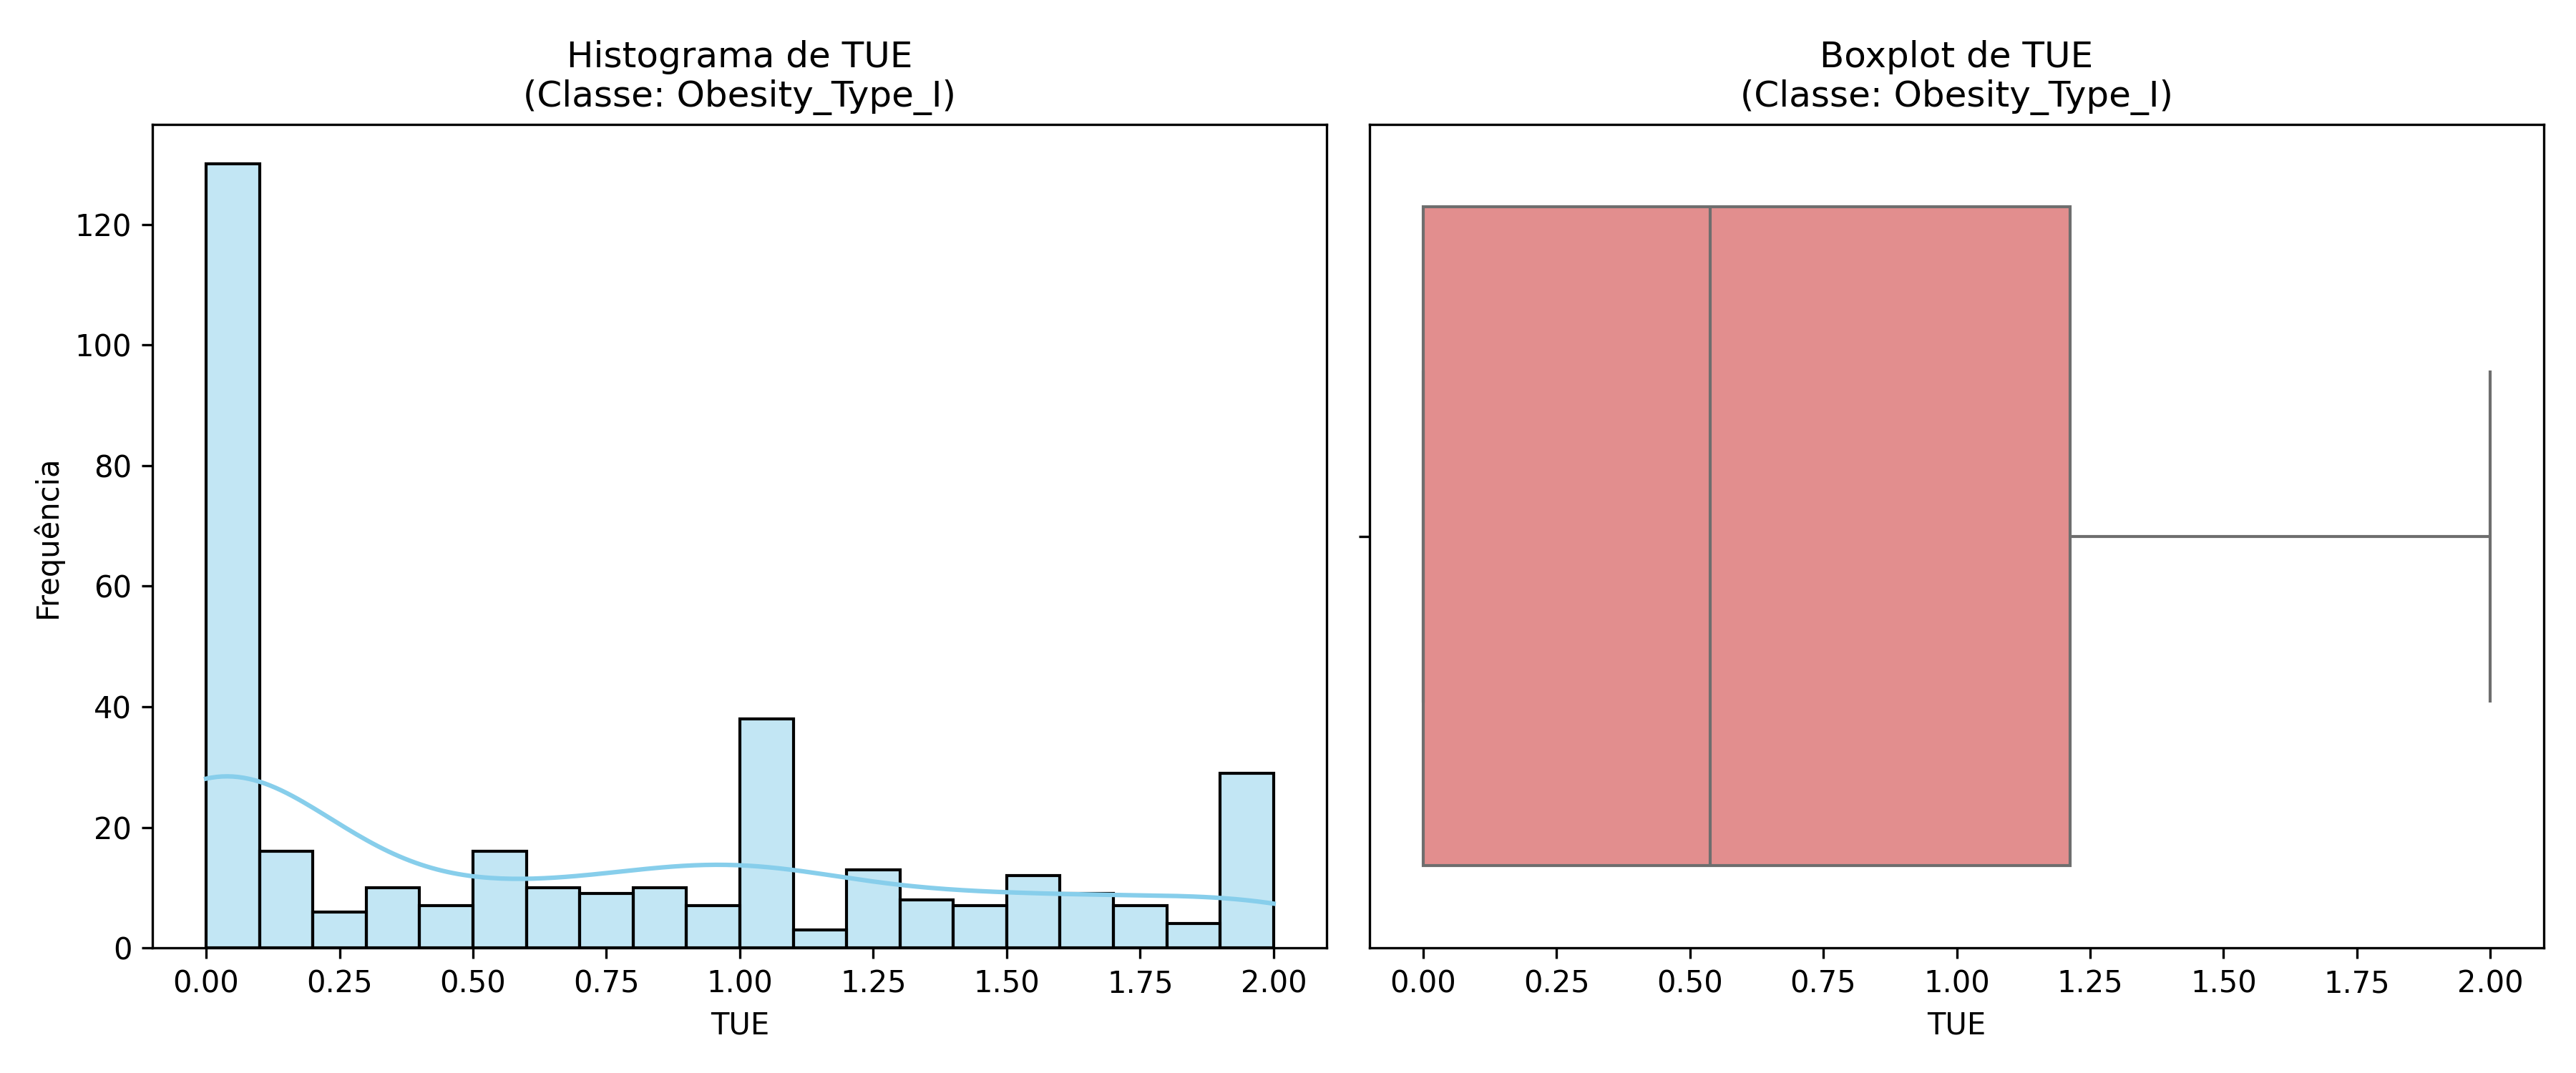 Histograma de TUE
(Classe: Obesity_Type_I)
Frequência
120
100
80
60
40
20
0
0.00 0.25 0.50 0.75 1.00 1.25 1.50 1.75 2.00
TUE
Boxplot de TUE
(Classe: Obesity_Type_I)
0.00 0.25 0.50 0.75 1.00 1.25 1.50 1.75 2.00
TUE